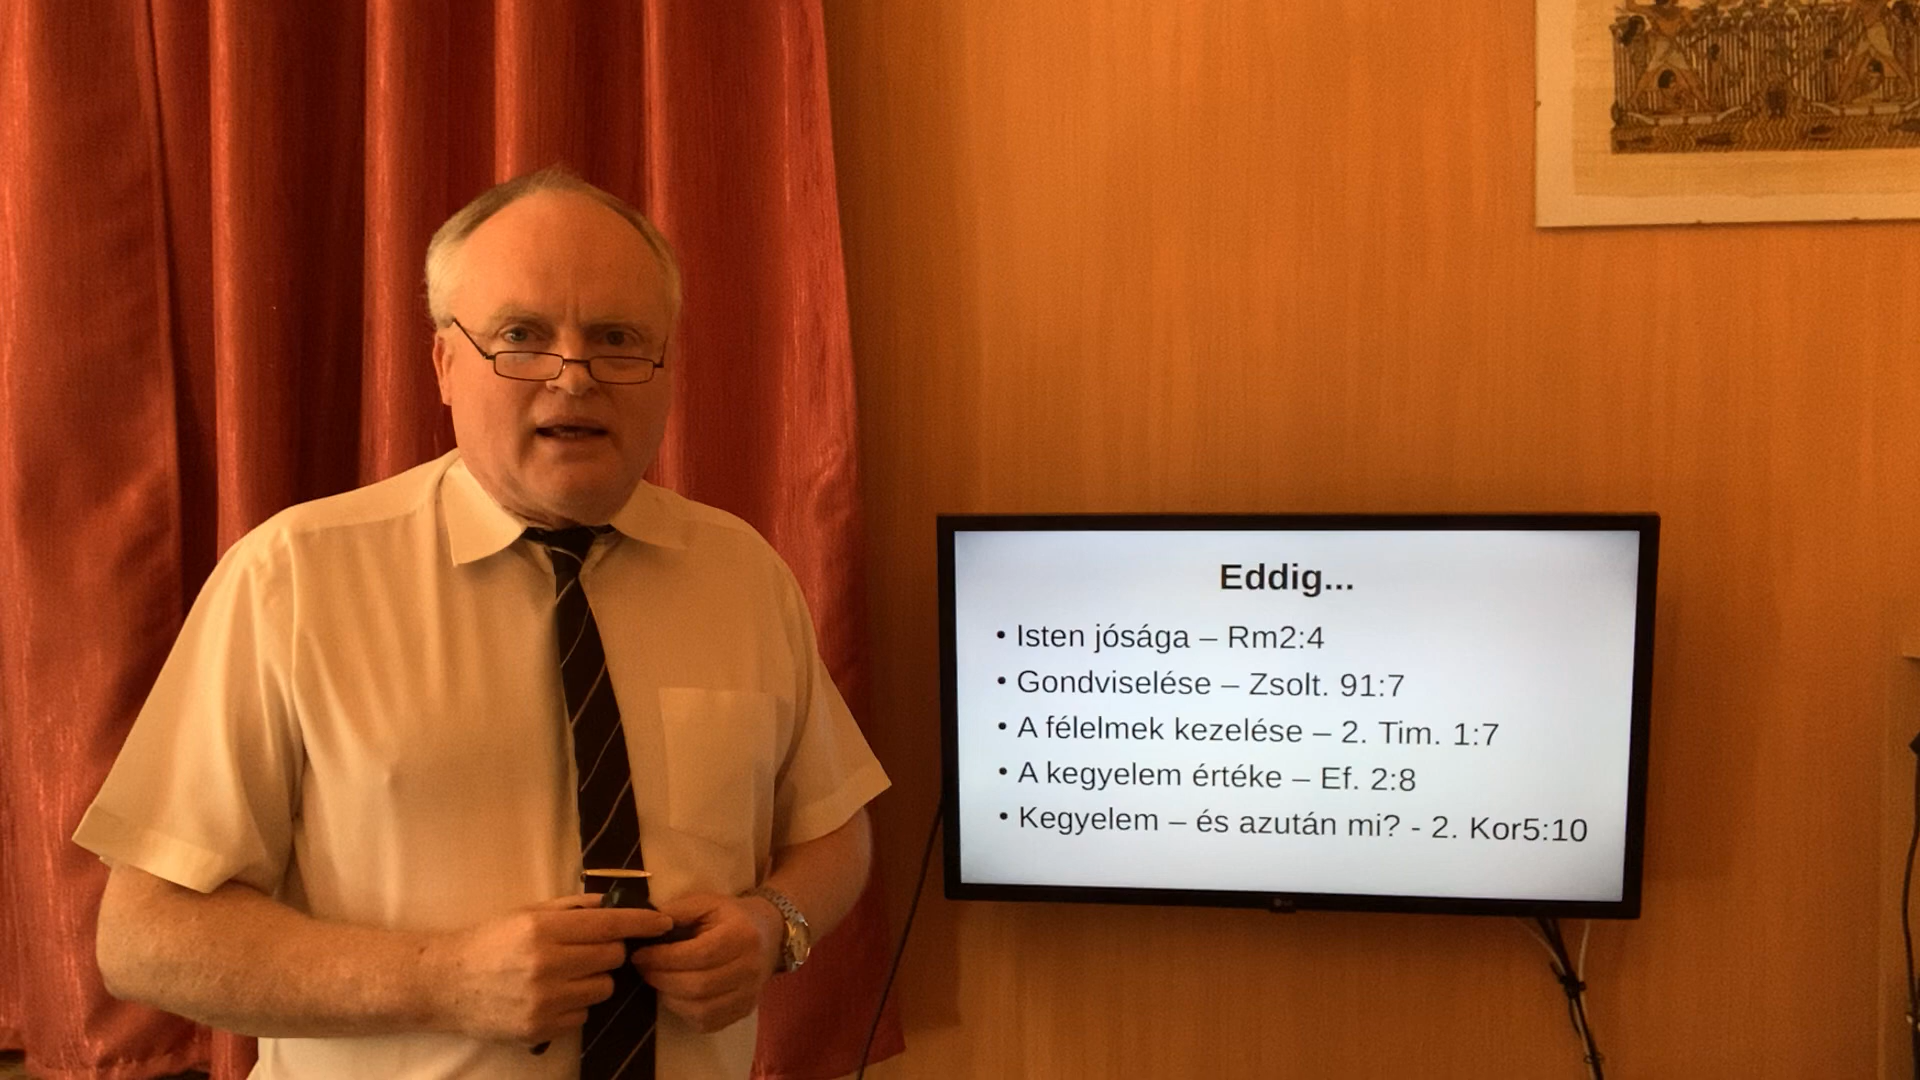 Eddig...
• Isten jósága – Rm2:4
• Gondviselése – Zsolt. 91:7
• A félelmek kezelése – 2. Tim. 1:7
• A kegyelem értéke – Ef. 2:8
• Kegyelem – és azután mi? - 2. Kor5:10
LG